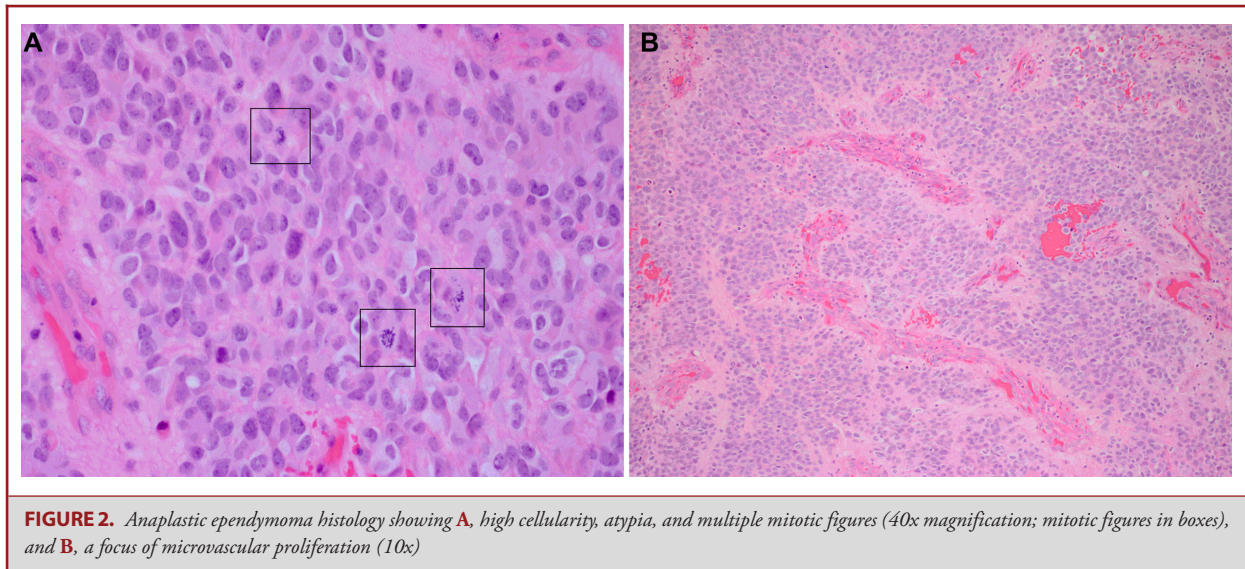 A
B
FIGURE 2. Anaplastic ependymoma histology showing A, high cellularity, atypia, and multiple mitotic figures (40x magnification; mitotic figures in boxes),
and B, a focus of microvascular proliferation (10x)